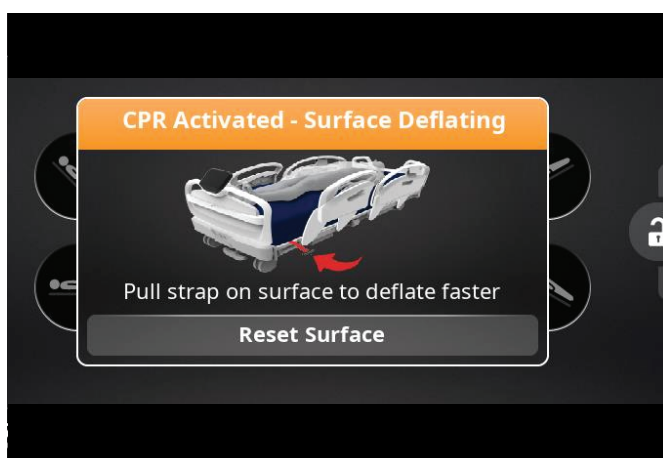 CPR Activated - Surface Deflating
Pull strap on surface to deflate faster
Reset Surface